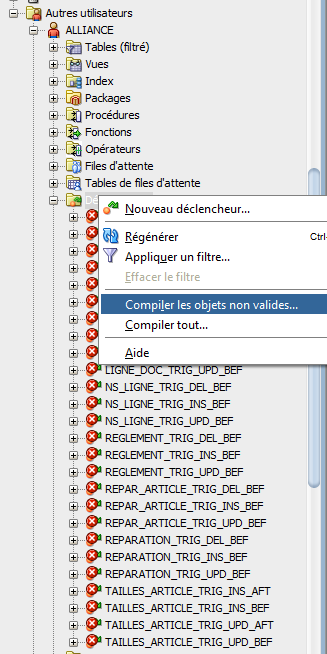 Autres utilisateurs
ALLIANCE
Tables (filtré)
Vues
Index
Packages
Procédures
Fonctions
Opérateurs
Files d'attente
Tables de files d'attente
Nouveau déclencheur...
Régénérer Ctrl-
Appliquer un filtre...
Effacer le filtre
Compiler les objets non valides...
Compiler tout...
Aide
LIGNE_DOC_TRIG_UPD_BEF
NS_LIGNE_TRIG_DEL_BEF
NS_LIGNE_TRIG_INS_BEF
NS_LIGNE_TRIG_UPD_BEF
REGLEMENT_TRIG_DEL_BEF
REGLEMENT_TRIG_INS_BEF
REGLEMENT_TRIG_UPD_BEF
REPAR_ARTICLE_TRIG_DEL_BEF
REPAR_ARTICLE_TRIG_INS_BEF
REPAR_ARTICLE_TRIG_UPD_BEF
REPARATION_TRIG_DEL_BEF
REPARATION_TRIG_INS_BEF
REPARATION_TRIG_UPD_BEF
TAILLES_ARTICLE_TRIG_INS_AFT
TAILLES_ARTICLE_TRIG_INS_BEF
TAILLES_ARTICLE_TRIG_UPD_AFT
TAILLES_ARTICLE_TRIG_UPD_BEF